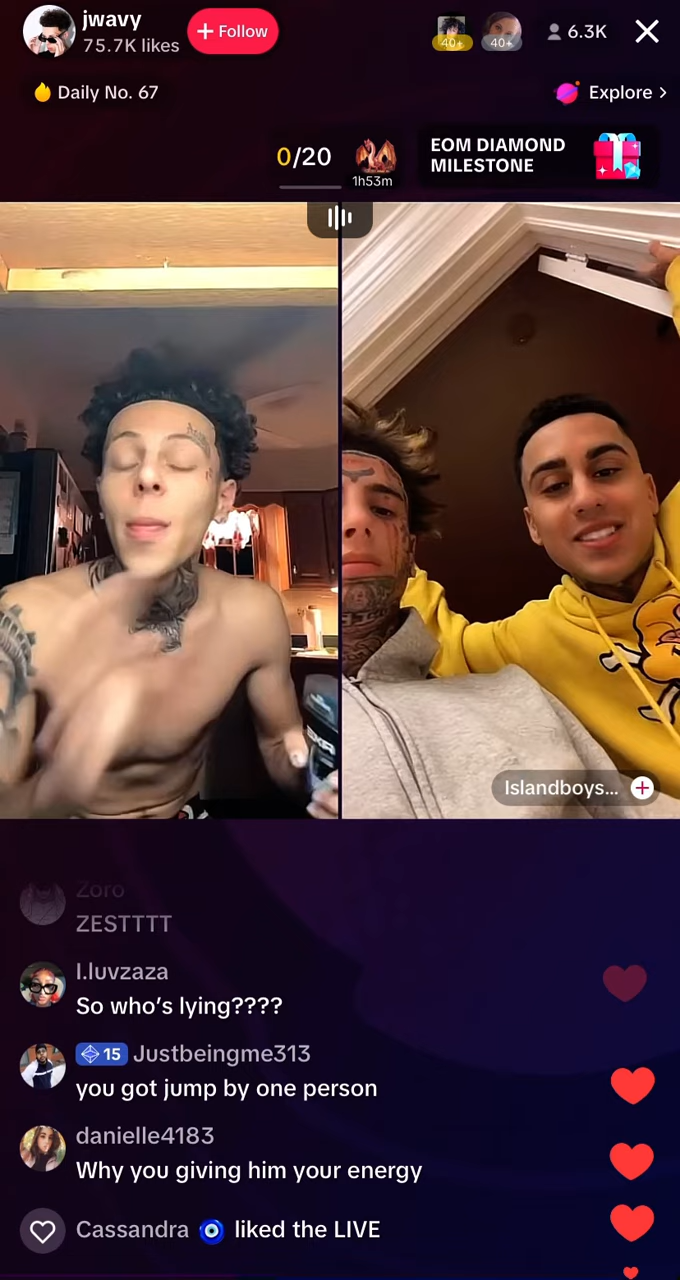 jwavy
75.7K likes
+ Follow
40+
40+
6.3K
Daily No. 67
Explore >
0/20
1h53m
EOM DIAMOND
MILESTONE
Islandboys... +
Zoro
ZESTTTT
I.luvzaza
So who's lying????
15 Justbeingme313
you got jump by one person
danielle4183
Why you giving him your energy
Cassandra 🧿 liked the LIVE